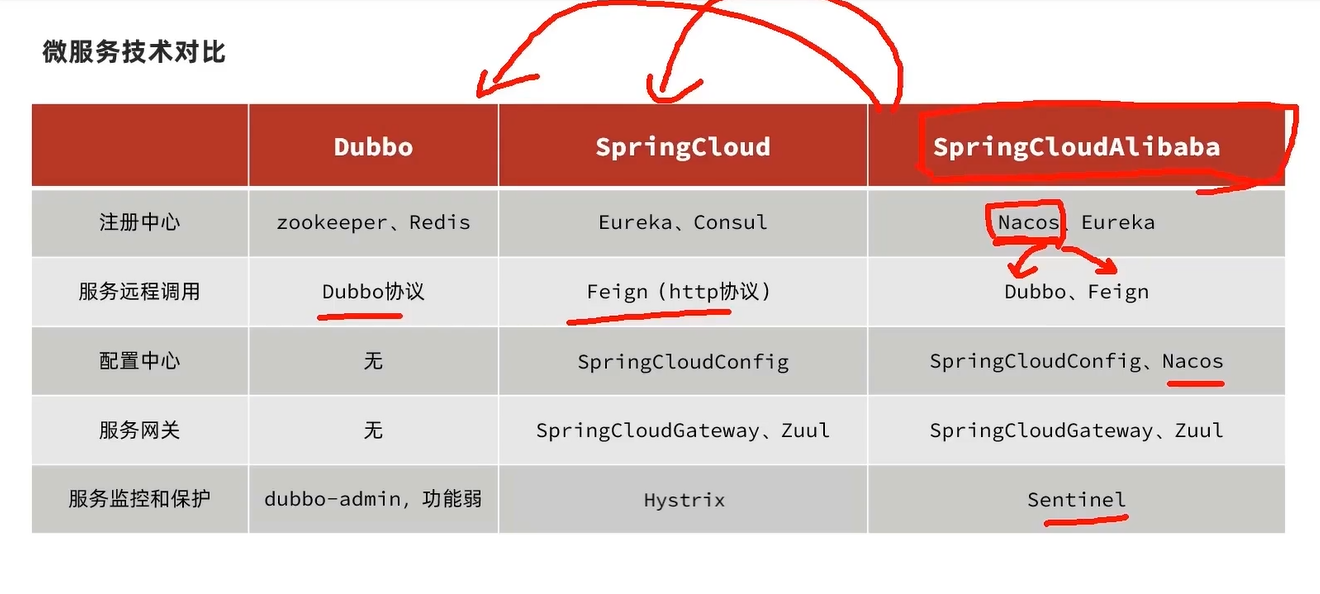 微服务技术对比
Dubbo SpringCloud SpringCloudAlibaba
注册中心 zookeeper、Redis Eureka、Consul Nacos、Eureka
服务远程调用 Dubbo协议 Feign（http协议） Dubbo、Feign
配置中心 无 SpringCloudConfig SpringCloudConfig、Nacos
服务网关 无 SpringCloudGateway、Zuul SpringCloudGateway、Zuul
服务监控和保护 dubbo-admin，功能弱 Hystrix Sentinel